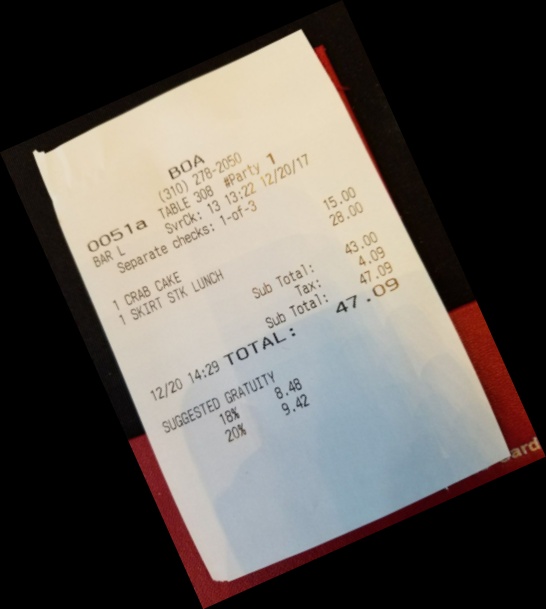 BOA
(310) 278-2050
0051a TABLE 308 #Party 1
BAR L SvrCk: 13 13:22 12/20/17
Separate checks: 1-of-3
1 CRAB CAKE 15.00
1 SKIRT STK LUNCH 28.00
Sub Total: 43.00
Tax: 4.09
Sub Total: 47.09
12/20 14:29 TOTAL: 47.09
SUGGESTED GRATUITY
18% 8.48
20% 9.42